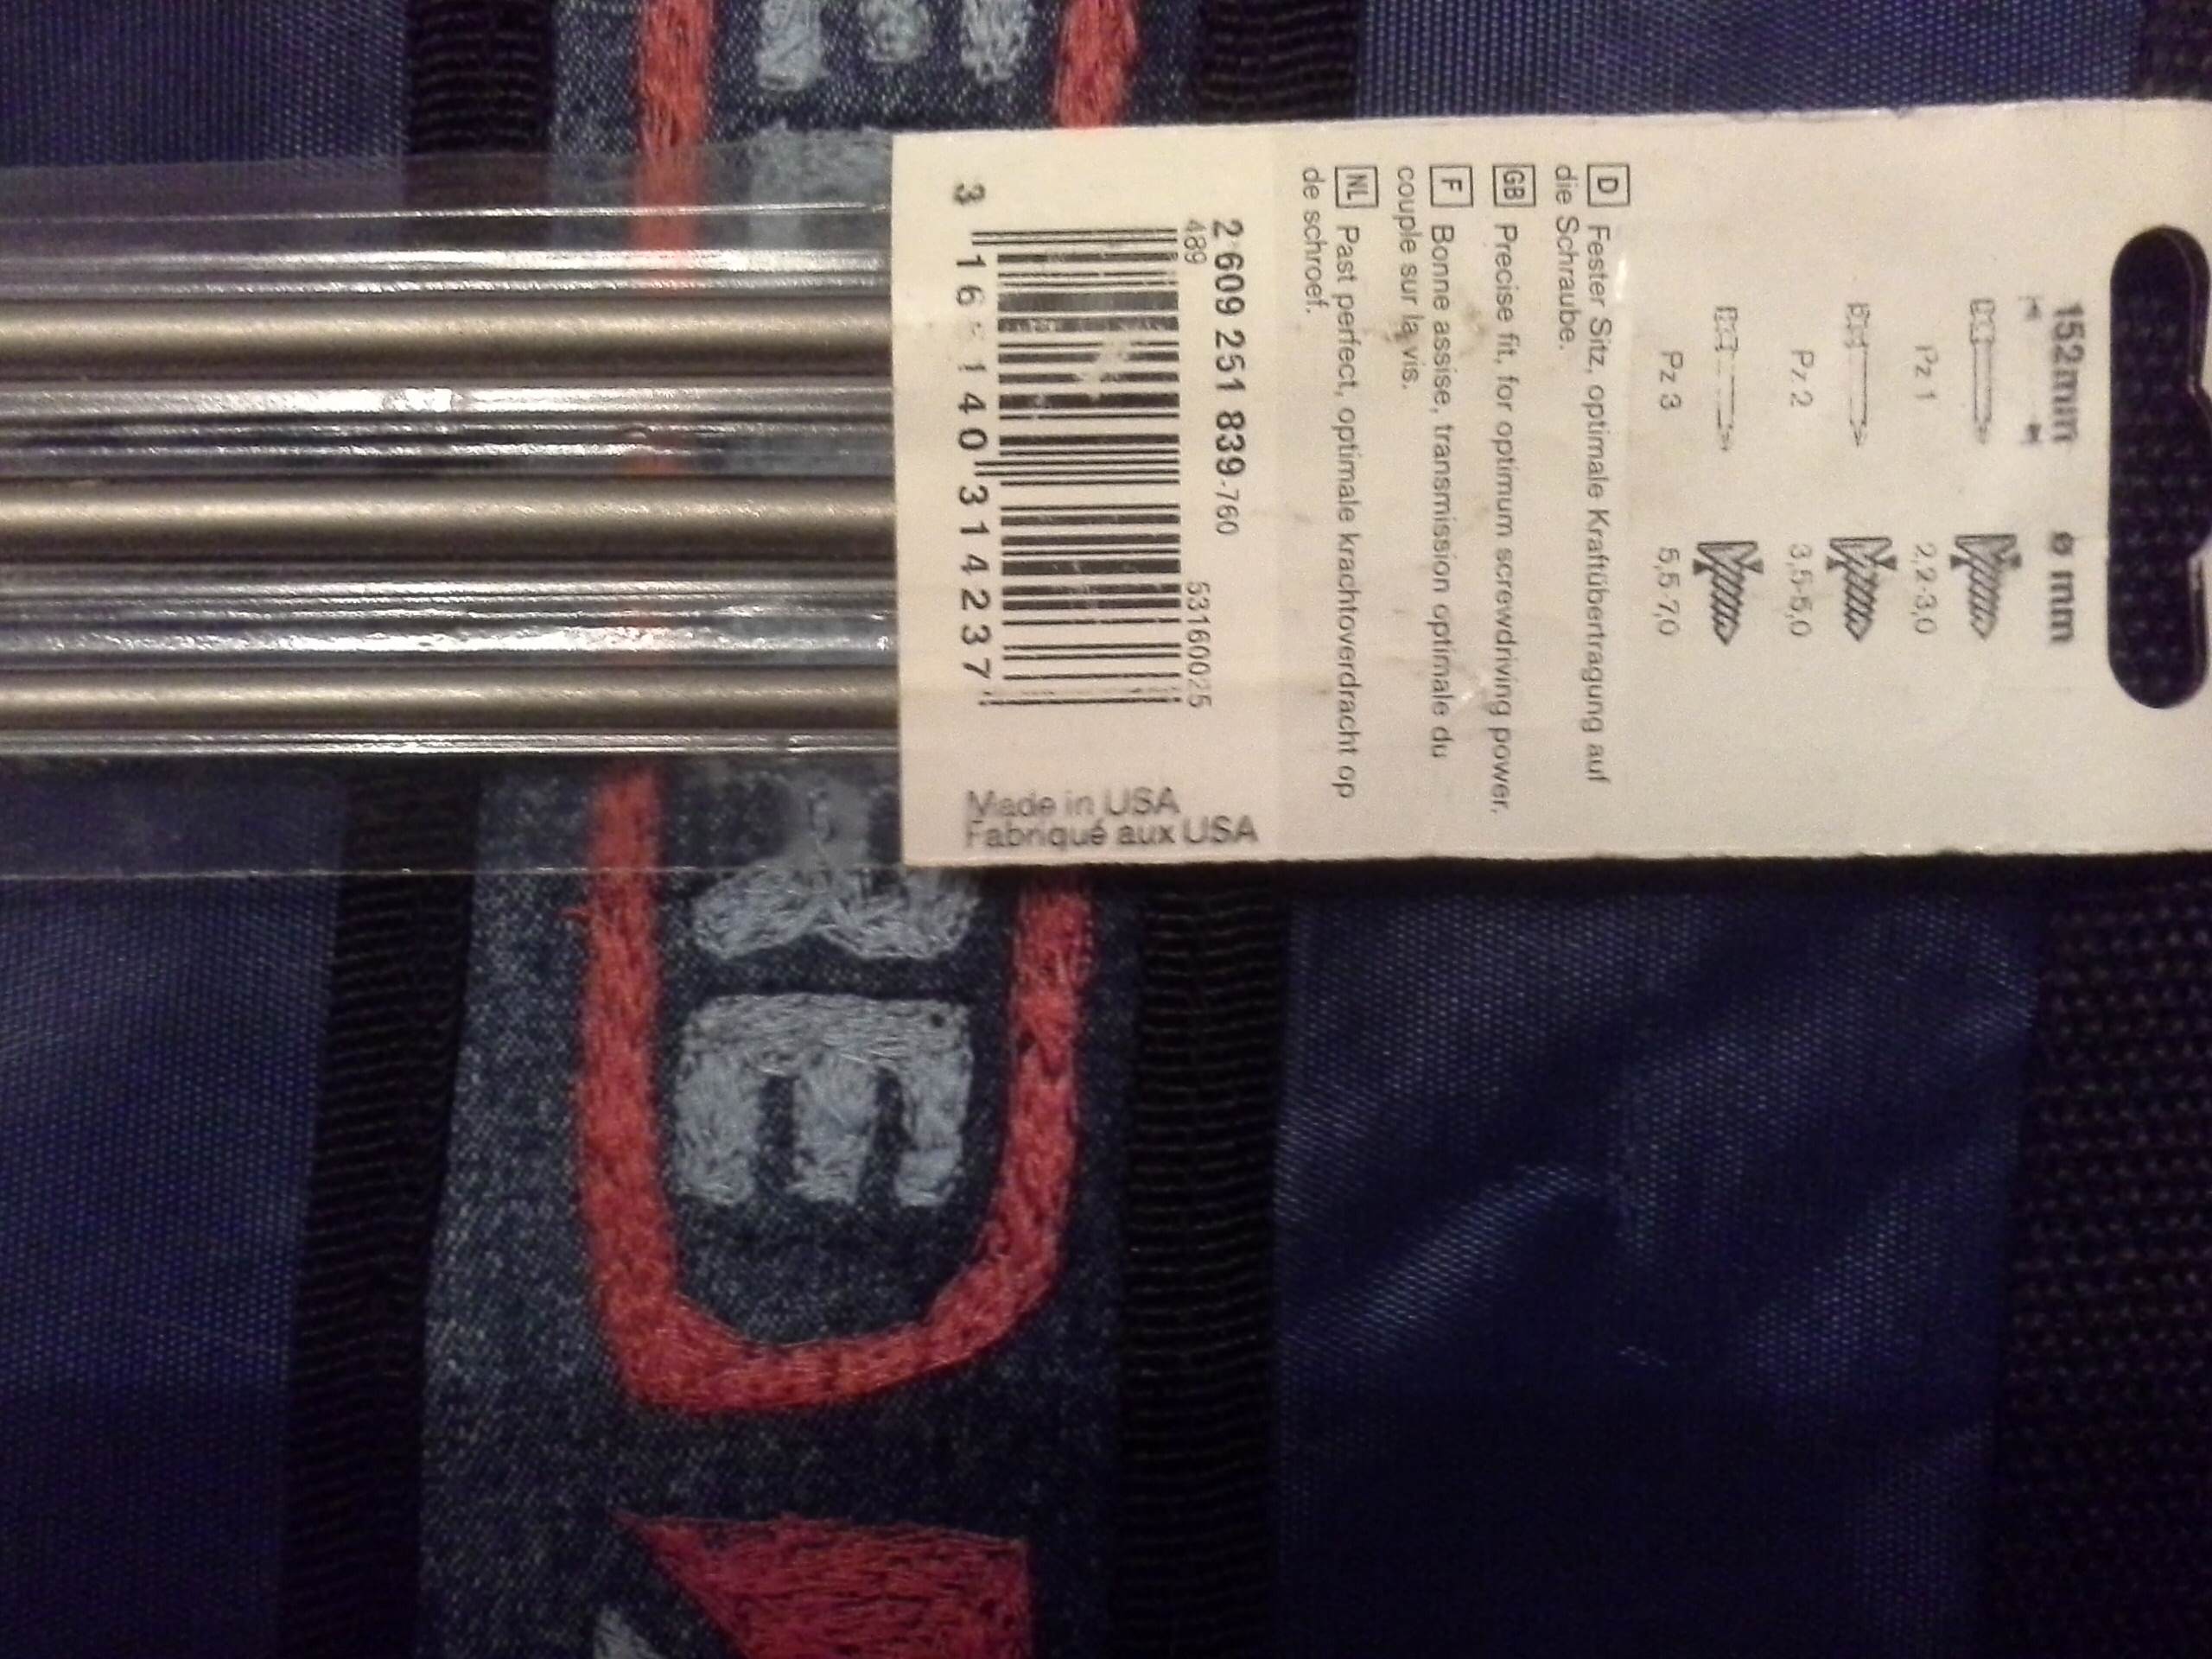 152mm ø mm
Pz 1 2,2-3,0
Pz 2 3,5-5,0
Pz 3 5,5-7,0
D Fester Sitz, optimale Kraftübertragung auf
die Schraube.
GB Precise fit, for optimum screwdriving power.
F Bonne assise, transmission optimale du
couple sur la vis.
NL Past perfect, optimale krachtoverdracht op
de schroef.
2 609 251 839-760
489 53160025
3 16 140 314237
Made in USA
Fabriqué aux USA